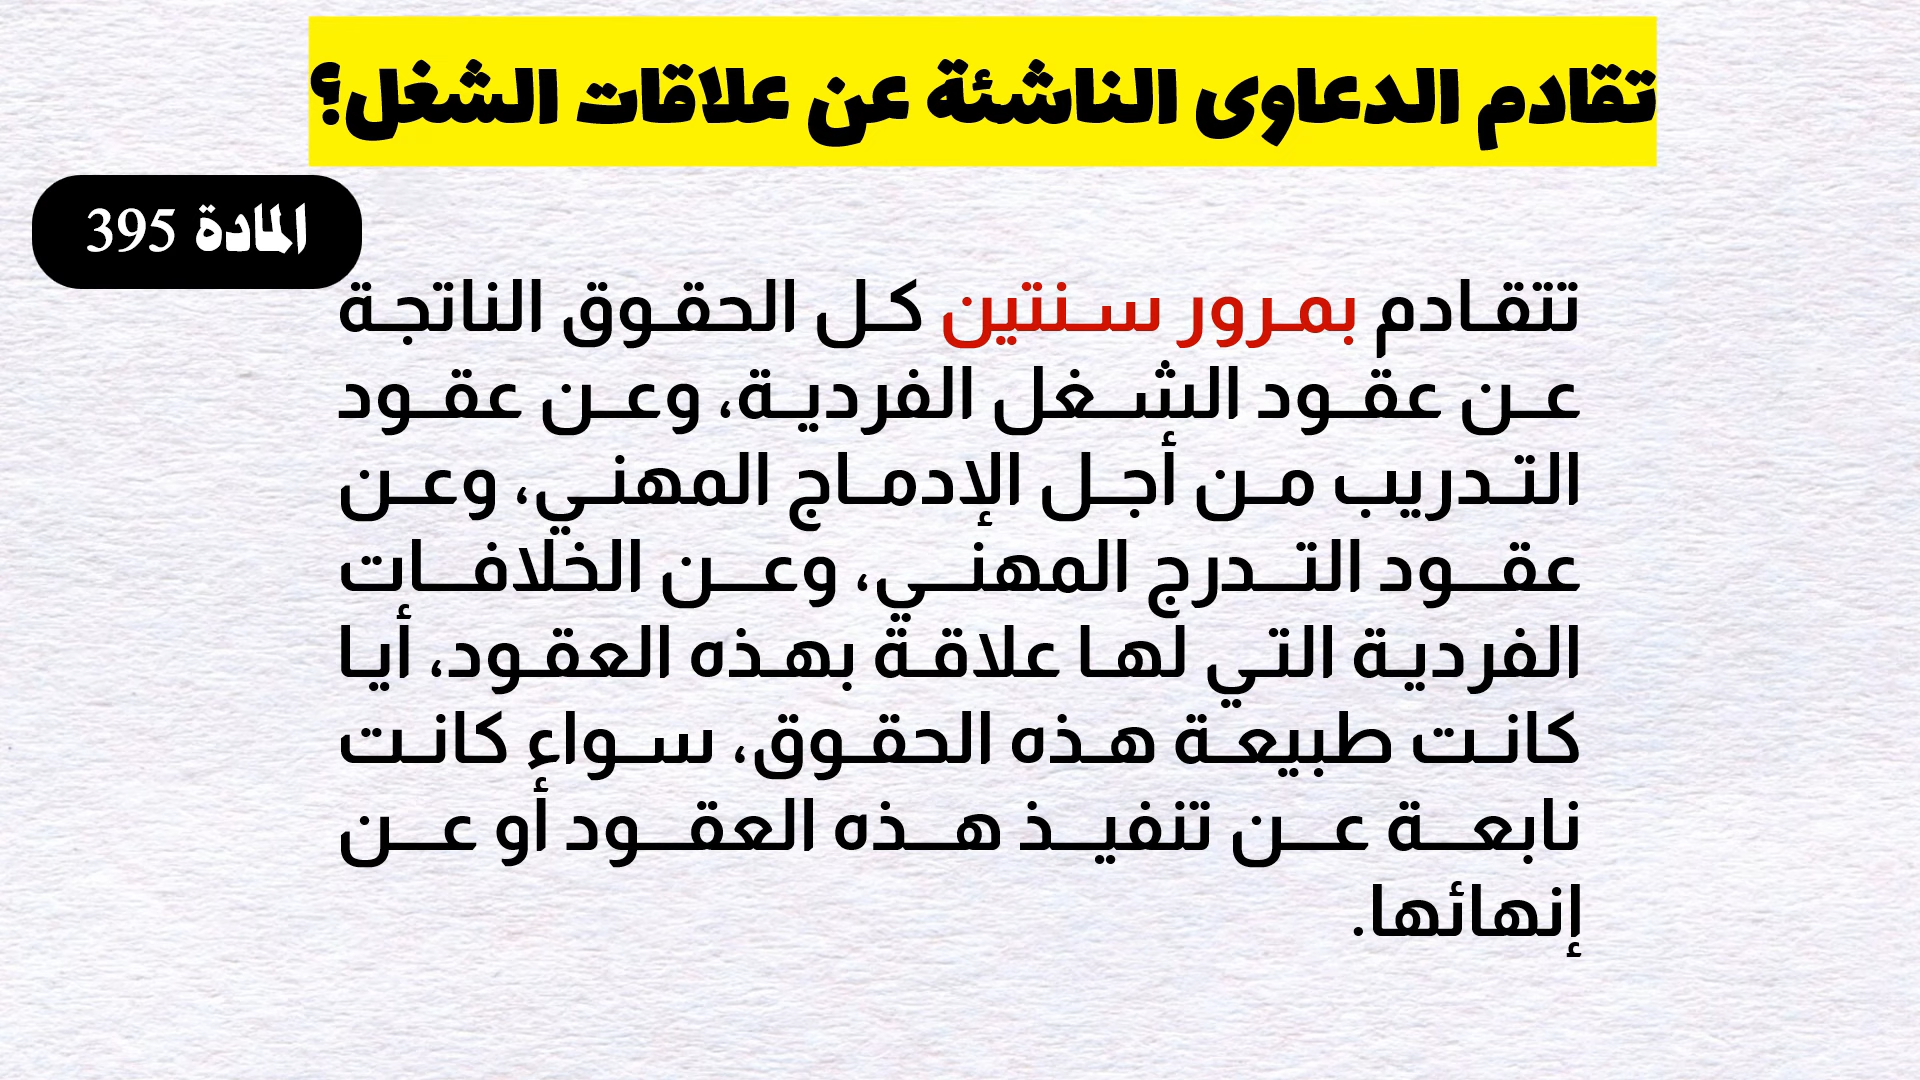 تقادم الدعاوى الناشئة عن علاقات الشغل؟
المادة 395
تتقادم بمرور سنتين كل الحقوق الناتجة
عن عقود الشغل الفردية، وعن عقود
التدريب من أجل الإدماج المهني، وعن
عقود التدرج المهني، وعن الخلافات
الفردية التي لها علاقة بهذه العقود، أيا
كانت طبيعة هذه الحقوق، سواء كانت
نابعة عن تنفيذ هذه العقود أو عن
إنهائها.